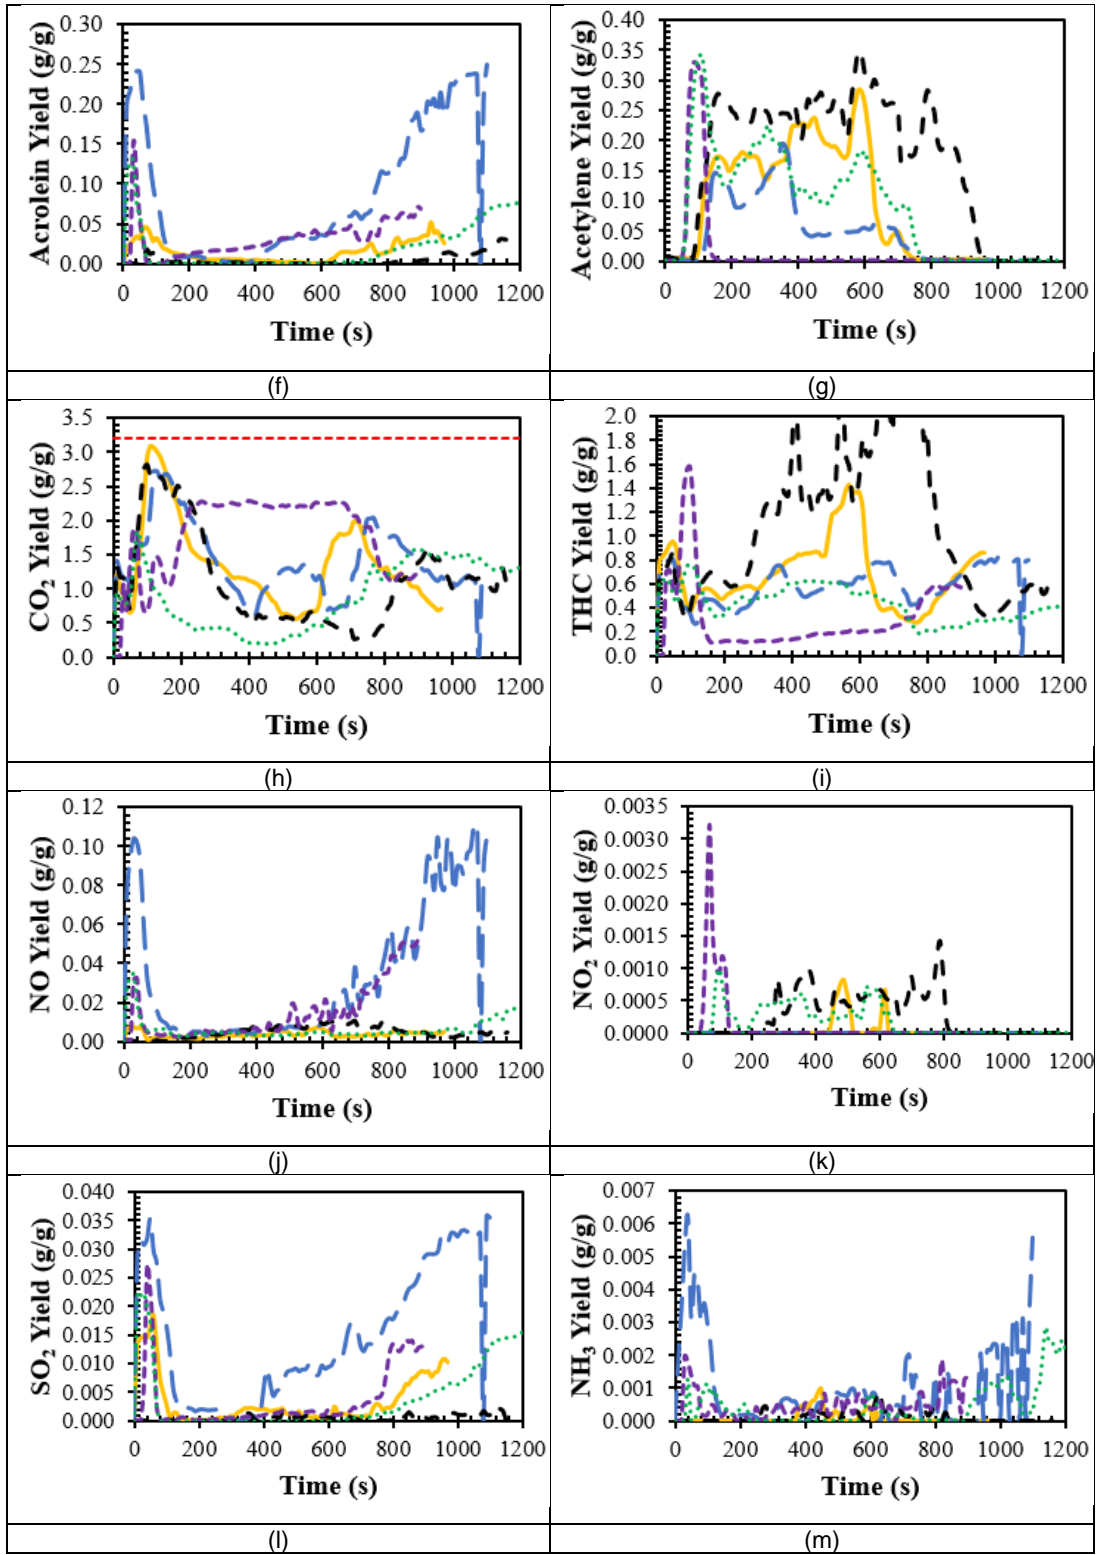 0.30
0.25
0.20
0.15
0.10
0.05
0.00
Acrolein Yield (g/g)
0 200 400 600 800 1000 1200
Time (s)
0.40
0.35
0.30
0.25
0.20
0.15
0.10
0.05
0.00
Acetylene Yield (g/g)
0 200 400 600 800 1000 1200
Time (s)
(f)
(g)
3.5
3.0
2.5
2.0
1.5
1.0
0.5
0.0
CO₂ Yield (g/g)
0 200 400 600 800 1000 1200
Time (s)
2.0
1.8
1.6
1.4
1.2
1.0
0.8
0.6
0.4
0.2
0.0
THC Yield (g/g)
0 200 400 600 800 1000 1200
Time (s)
(h)
(i)
0.12
0.10
0.08
0.06
0.04
0.02
0.00
NO Yield (g/g)
0 200 400 600 800 1000 1200
Time (s)
0.0035
0.0030
0.0025
0.0020
0.0015
0.0010
0.0005
0.0000
NO₂ Yield (g/g)
0 200 400 600 800 1000 1200
Time (s)
(j)
(k)
0.040
0.035
0.030
0.025
0.020
0.015
0.010
0.005
0.000
SO₂ Yield (g/g)
0 200 400 600 800 1000 1200
Time (s)
0.007
0.006
0.005
0.004
0.003
0.002
0.001
0.000
NH₃ Yield (g/g)
0 200 400 600 800 1000 1200
Time (s)
(l)
(m)